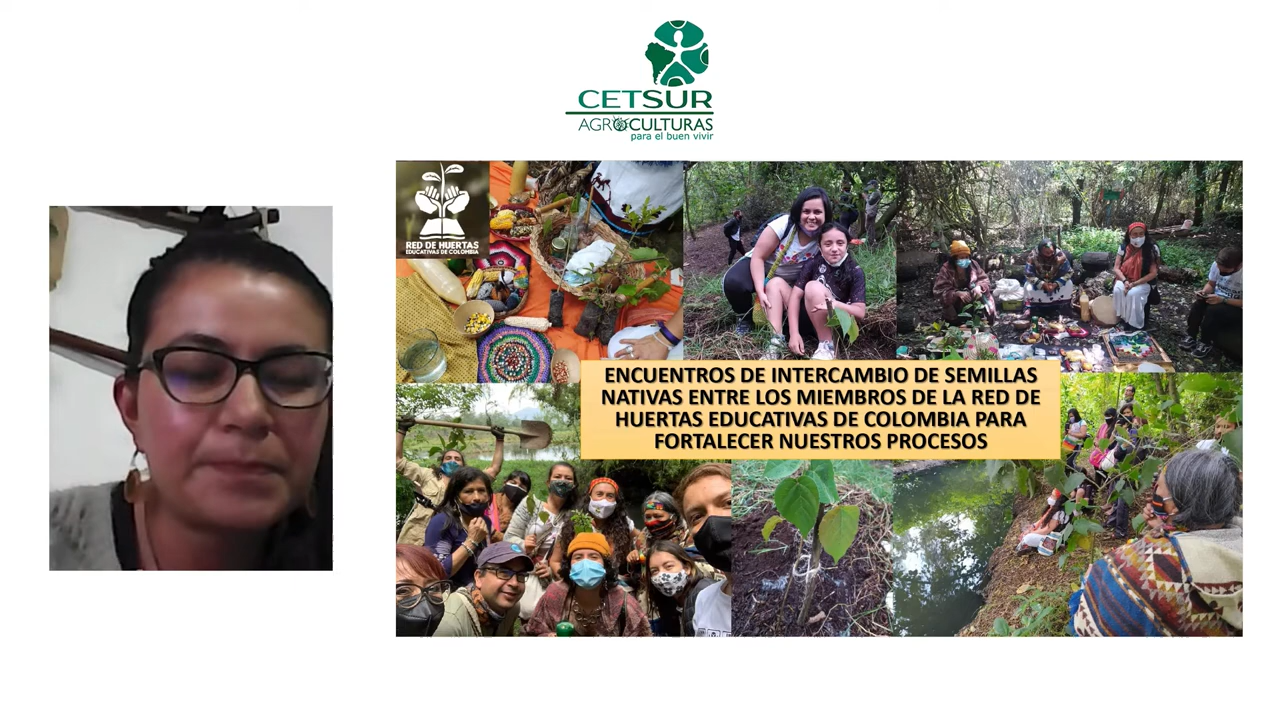 CETSUR
AGROCULTURAS
para el buen vivir
RED DE HUERTAS
EDUCATIVAS DE COLOMBIA
ENCUENTROS DE INTERCAMBIO DE SEMILLAS
NATIVAS ENTRE LOS MIEMBROS DE LA RED DE
HUERTAS EDUCATIVAS DE COLOMBIA PARA
FORTALECER NUESTROS PROCESOS